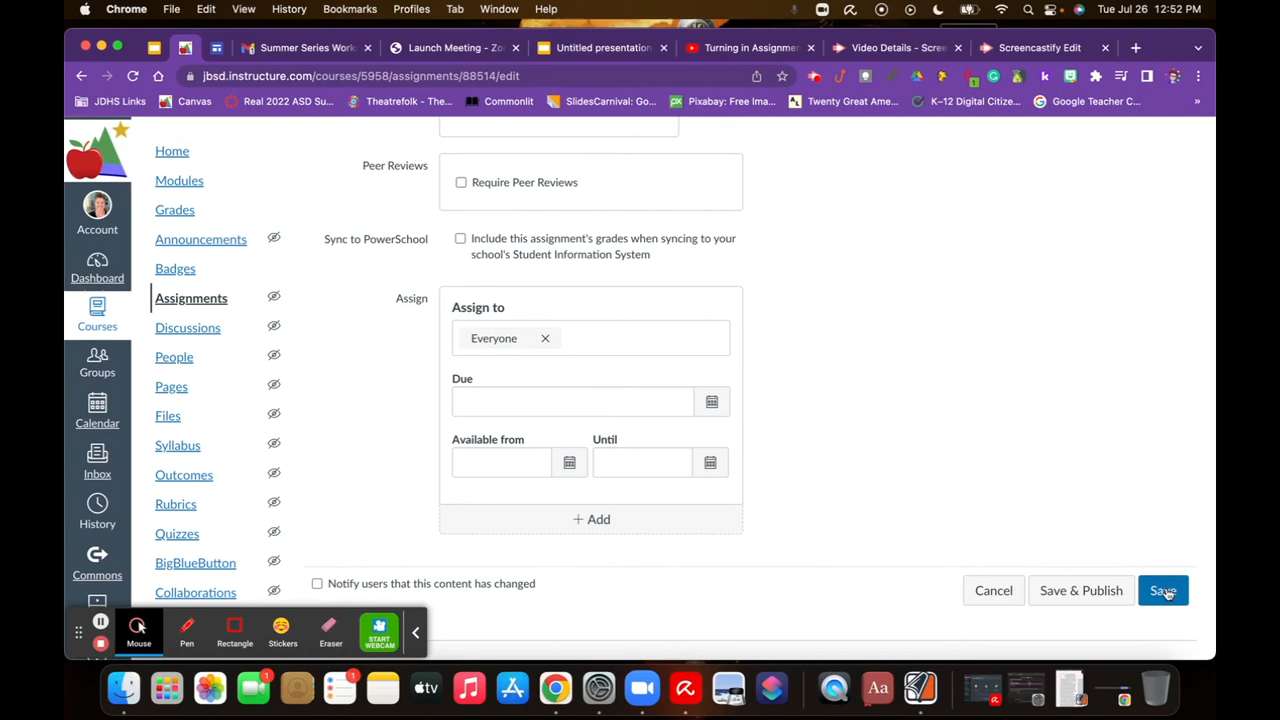 Chrome File Edit View History Bookmarks Profiles Tab Window Help Tue Jul 26 12:52 PM
Summer Series Work Launch Meeting - Zo Untitled presentation Turning in Assignme Video Details - Scree Screencastify Edit
jbsd.instructure.com/courses/5958/assignments/88514/edit
JDHS Links Canvas Real 2022 ASD Su... Theatrefolk - The... Commonlit SlidesCarnival: Go... Pixabay: Free Ima... Twenty Great Ame... K–12 Digital Citize... Google Teacher C...
Account
Dashboard
Courses
Groups
Calendar
Inbox
History
Commons
Home
Modules
Grades
Announcements
Badges
Assignments
Discussions
People
Pages
Files
Syllabus
Outcomes
Rubrics
Quizzes
BigBlueButton
Collaborations
Peer Reviews
Require Peer Reviews
Sync to PowerSchool
Include this assignment's grades when syncing to your
school's Student Information System
Assign
Assign to
Everyone
Due
Available from Until
+ Add
Notify users that this content has changed
Cancel Save & Publish Save
Mouse Pen Rectangle Stickers Eraser START
WEBCAM
1 1 tv Aa